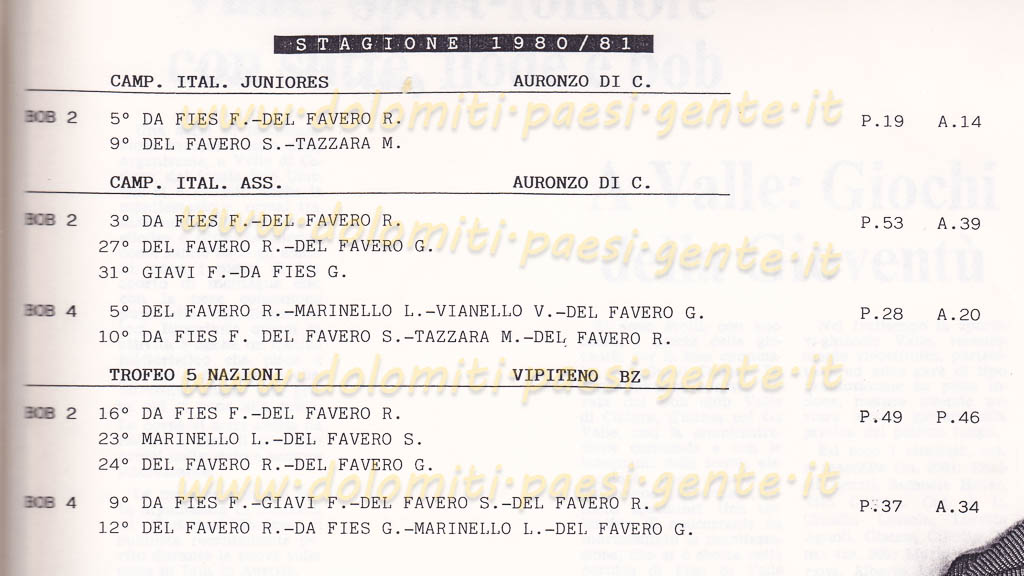 STAGIONE 1980/81
CAMP. ITAL. JUNIORES AURONZO DI C.
BOB 2 5° DA FIES F.-DEL FAVERO R. P.19 A.14
9° DEL FAVERO S.-TAZZARA M.
www·dolomiti·paesi·gente·it
CAMP. ITAL. ASS. AURONZO DI C.
BOB 2 3° DA FIES F.-DEL FAVERO R. P.53 A.39
27° DEL FAVERO R.-DEL FAVERO G.
www·dolomiti·paesi·gente·it
31° GIAVI F.-DA FIES G.
BOB 4 5° DEL FAVERO R.-MARINELLO L.-VIANELLO V.-DEL FAVERO G. P.28 A.20
10° DA FIES F. DEL FAVERO S.-TAZZARA M.-DEL FAVERO R.
TROFEO 5 NAZIONI VIPITENO BZ
www·dolomiti·paesi·gente·it
BOB 2 16° DA FIES F.-DEL FAVERO R. P.49 P.46
23° MARINELLO L.-DEL FAVERO S.
24° DEL FAVERO R.-DEL FAVERO G.
www·dolomiti·paesi·gente·it
BOB 4 9° DA FIES F.-GIAVI F.-DEL FAVERO S.-DEL FAVERO R. P.37 A.34
12° DEL FAVERO R.-DA FIES G.-MARINELLO L.-DEL FAVERO G.
A Valle: Giochi
della Gioventù